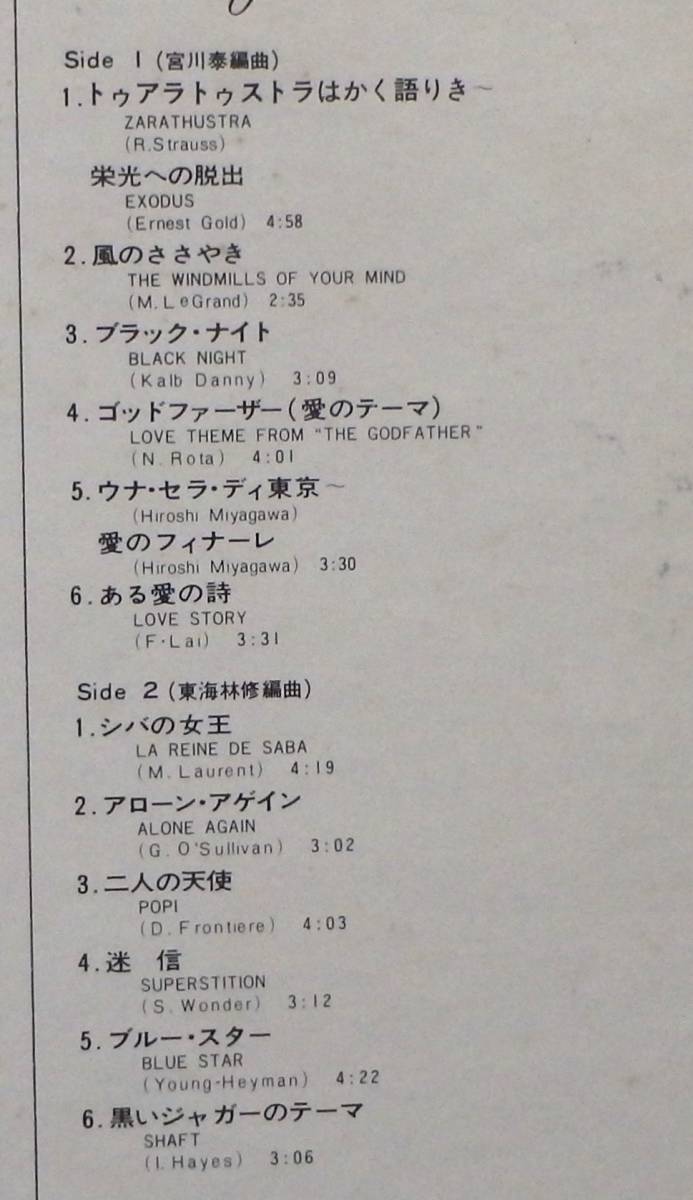 Side 1 (宮川泰編曲)
1.トゥアラトゥストラはかく語りき～
ZARATHUSTRA
(R.Strauss)
栄光への脱出
EXODUS
(Ernest Gold) 4:58
2.風のささやき
THE WINDMILLS OF YOUR MIND
(M. LeGrand) 2:35
3.ブラック・ナイト
BLACK NIGHT
(Kalb Danny) 3:09
4.ゴッドファーザー(愛のテーマ)
LOVE THEME FROM "THE GODFATHER"
(N. Rota) 4:01
5.ウナ・セラ・ディ東京～
(Hiroshi Miyagawa)
愛のフィナーレ
(Hiroshi Miyagawa) 3:30
6.ある愛の詩
LOVE STORY
(F・Lai) 3:31
Side 2 (東海林修編曲)
1.シバの女王
LA REINE DE SABA
(M. Laurent) 4:19
2.アローン・アゲイン
ALONE AGAIN
(G. O'Sullivan) 3:02
3.二人の天使
POPI
(D. Frontiere) 4:03
4.迷 信
SUPERSTITION
(S. Wonder) 3:12
5.ブルー・スター
BLUE STAR
(Young-Heyman) 4:22
6.黒いジャガーのテーマ
SHAFT
(I. Hayes) 3:06